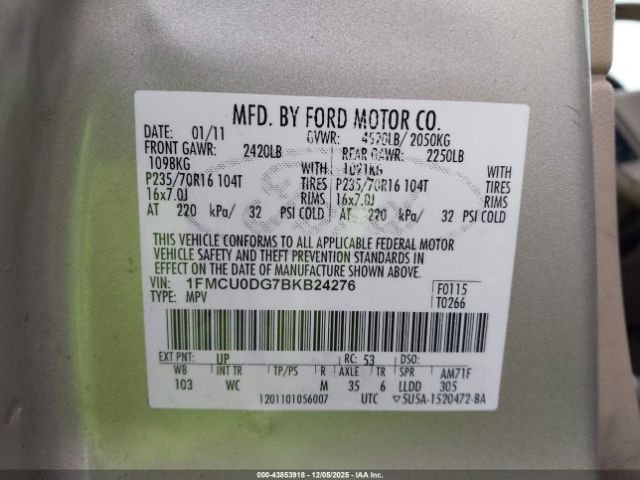 MFD. BY FORD MOTOR CO.
DATE: 01/11 GVWR: 4520LB/ 2050KG
FRONT GAWR: 2420LB REAR GAWR: 2250LB
1098KG WITH 1021KG WITH
P235/70R16 104T TIRES P235/70R16 104T TIRES
16x7.0J RIMS 16x7.0J RIMS
AT 220 kPa/ 32 PSI COLD AT 220 kPa/ 32 PSI COLD
THIS VEHICLE CONFORMS TO ALL APPLICABLE FEDERAL MOTOR
VEHICLE SAFETY AND THEFT PREVENTION STANDARDS IN
EFFECT ON THE DATE OF MANUFACTURE SHOWN ABOVE.
VIN: 1FMCU0DG7BKB24276 F0115
TYPE: MPV T0266
EXT PNT: UP RC: 53 DSO:
WB INT TR TP/PS R AXLE TR SPR AM71F
103 WC M 35 6 LLDD 305
1201101056007 UTC ▽5U5A-1520472-BA
000-43853918 - 12/05/2025 - IAAI.CA